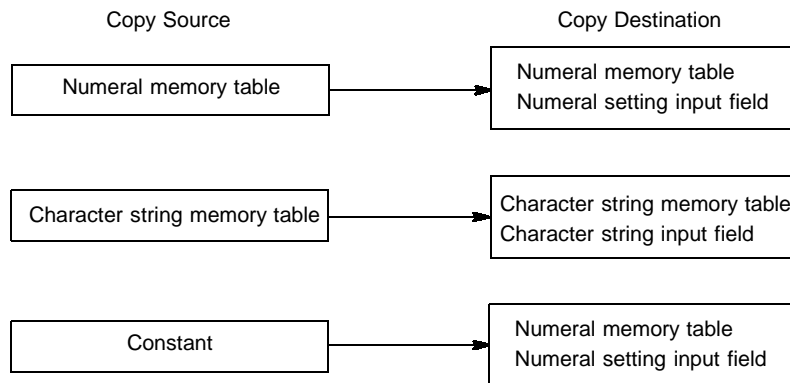 Copy Source
Copy Destination
Numeral memory table
Numeral memory table
Numeral setting input field
Character string memory table
Character string memory table
Character string input field
Constant
Numeral memory table
Numeral setting input field